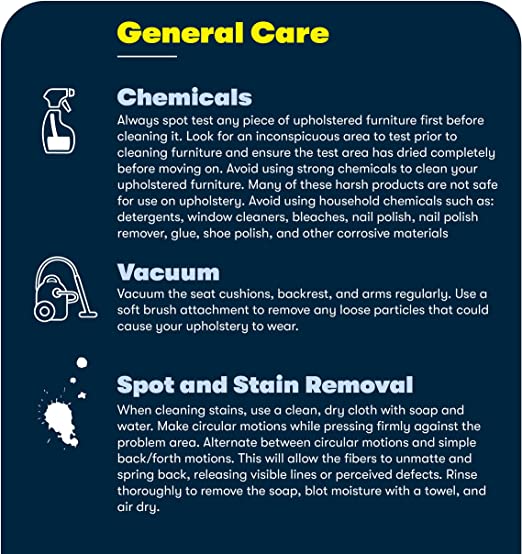 General Care
Chemicals
Always spot test any piece of upholstered furniture first before
cleaning it. Look for an inconspicuous area to test prior to
cleaning furniture and ensure the test area has dried completely
before moving on. Avoid using strong chemicals to clean your
upholstered furniture. Many of these harsh products are not safe
for use on upholstery. Avoid using household chemicals such as:
detergents, window cleaners, bleaches, nail polish, nail polish
remover, glue, shoe polish, and other corrosive materials
Vacuum
Vacuum the seat cushions, backrest, and arms regularly. Use a
soft brush attachment to remove any loose particles that could
cause your upholstery to wear.
Spot and Stain Removal
When cleaning stains, use a clean, dry cloth with soap and
water. Make circular motions while pressing firmly against the
problem area. Alternate between circular motions and simple
back/forth motions. This will allow the fibers to unmatte and
spring back, releasing visible lines or perceived defects. Rinse
thoroughly to remove the soap, blot moisture with a towel, and
air dry.